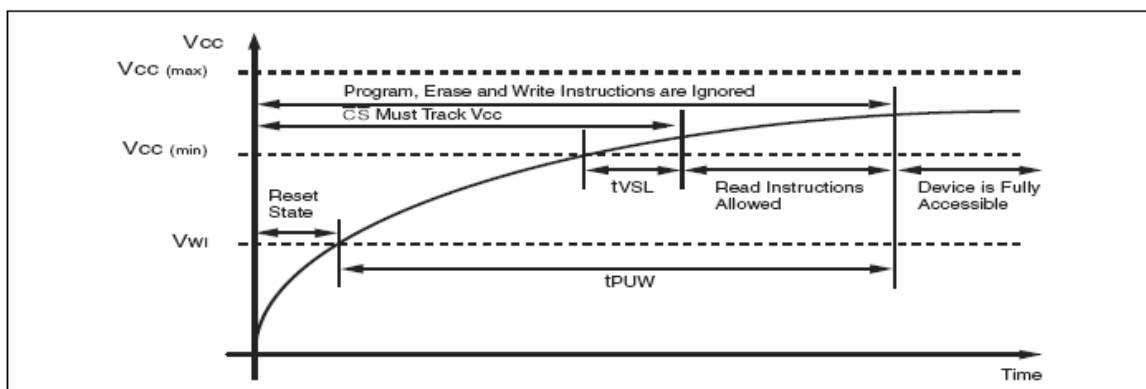 Vcc
Vcc (max)
Program, Erase and Write Instructions are Ignored
CS Must Track Vcc
Vcc (min)
tVSL
Read Instructions
Allowed
Device is Fully
Accessible
Reset
State
VWI
tPUW
Time